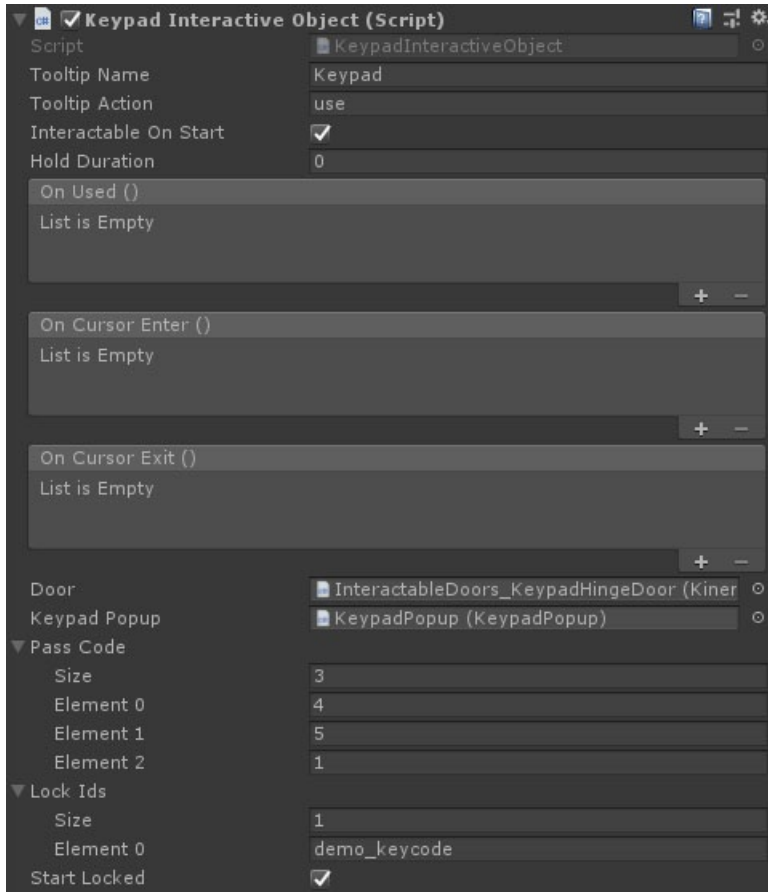 Keypad Interactive Object (Script)
Script KeypadInteractiveObject
Tooltip Name Keypad
Tooltip Action use
Interactable On Start
Hold Duration 0
On Used ()
List is Empty
On Cursor Enter ()
List is Empty
On Cursor Exit ()
List is Empty
Door InteractableDoors_KeypadHingeDoor (Kiner
Keypad Popup KeypadPopup (KeypadPopup)
Pass Code
Size 3
Element 0 4
Element 1 5
Element 2 1
Lock Ids
Size 1
Element 0 demo_keycode
Start Locked